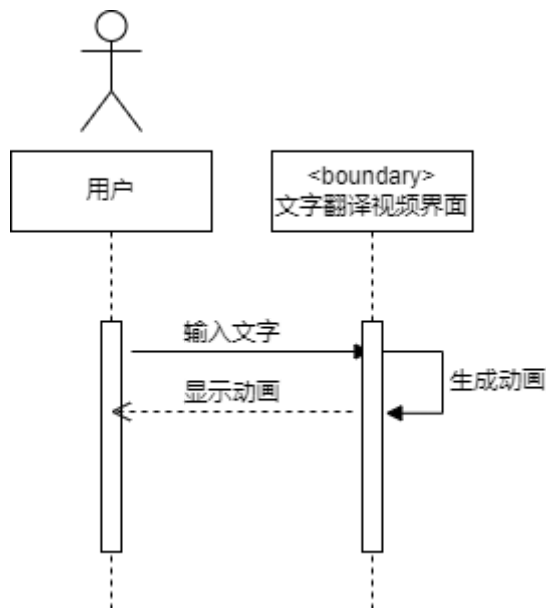 用户
<boundary>
文字翻译视频界面
输入文字
生成动画
显示动画